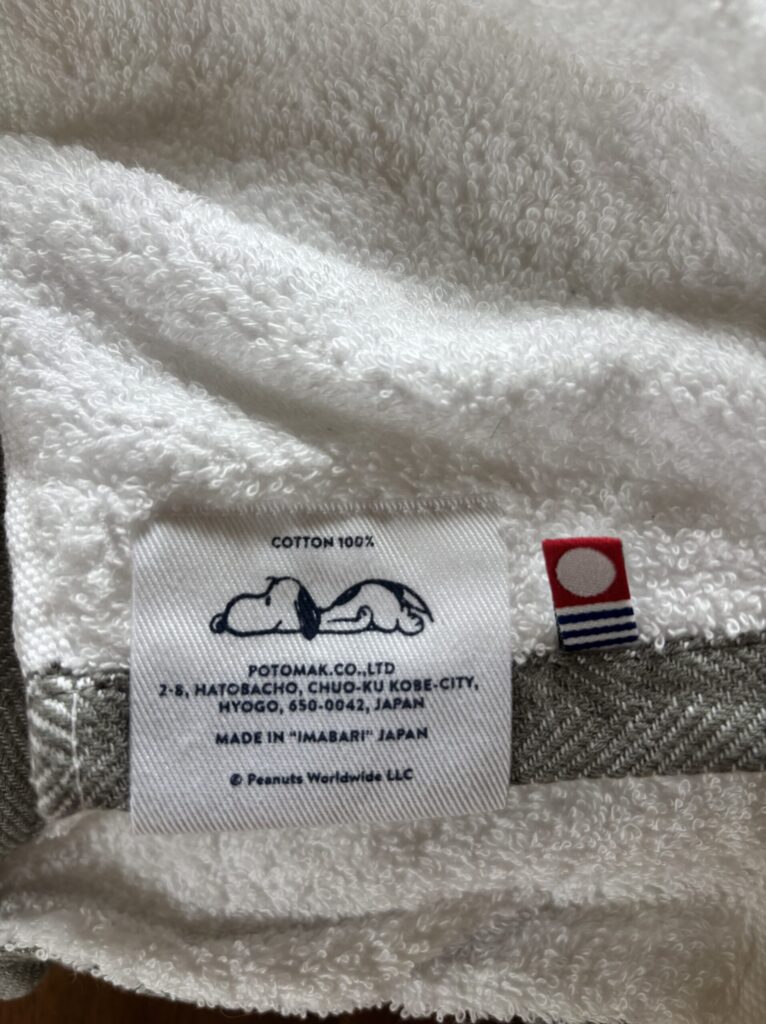 COTTON 100%
POTOMAK.CO.,LTD
2-8, HATOBACHO, CHUO-KU KOBE-CITY,
HYOGO, 650-0042, JAPAN
MADE IN "IMABARI" JAPAN
© Peanuts Worldwide LLC